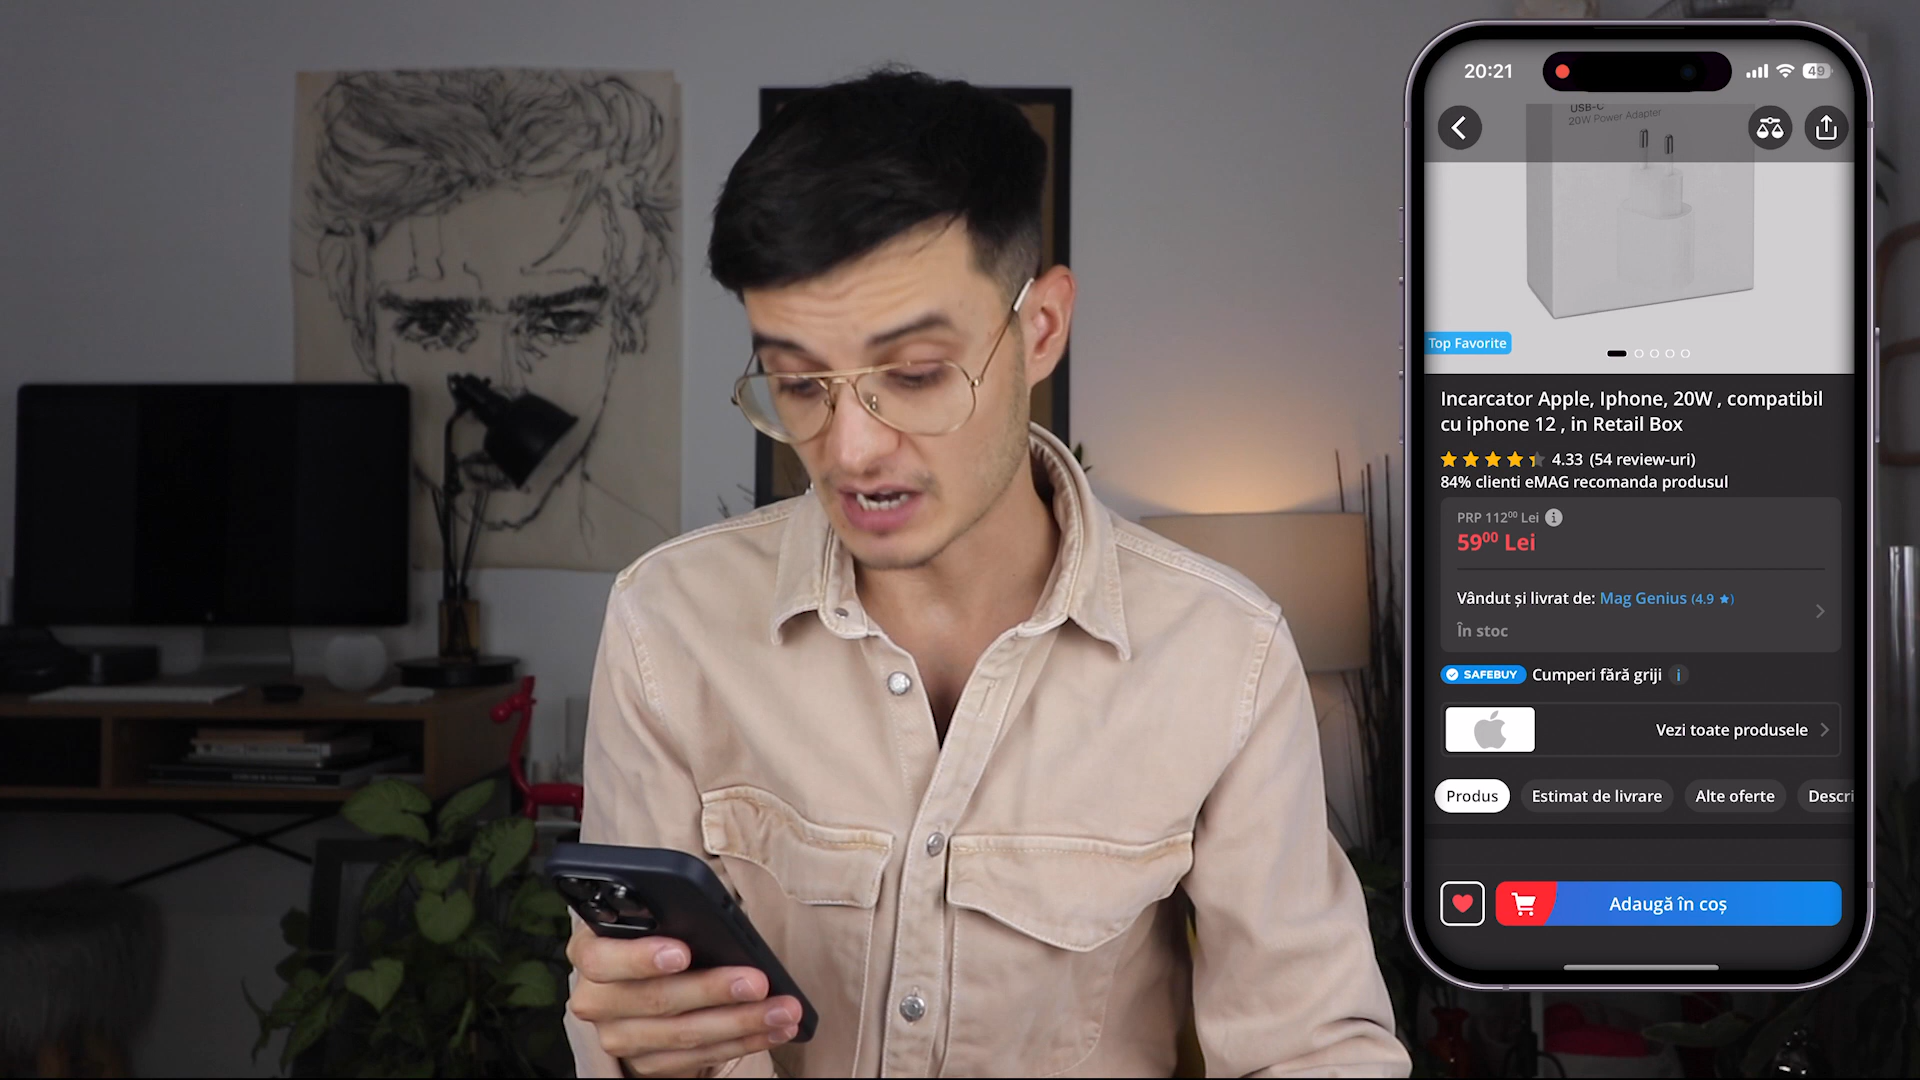 20:21
49
USB-C
20W Power Adapter
Top Favorite
Incarcator Apple, Iphone, 20W , compatibil
cu iphone 12 , in Retail Box
4.33 (54 review-uri)
84% clienti eMAG recomanda produsul
PRP 112⁰⁰ Lei
59⁰⁰ Lei
Vândut și livrat de: Mag Genius (4.9 ★)
În stoc
SAFEBUY Cumperi fără griji
Vezi toate produsele
Produs
Estimat de livrare
Alte oferte
Descri
Adaugă în coș